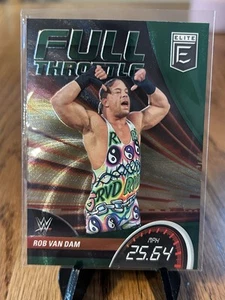 FULL
THROTTLE
ELITE
E
RVD
W
ROB VAN DAM
MPH
25.64